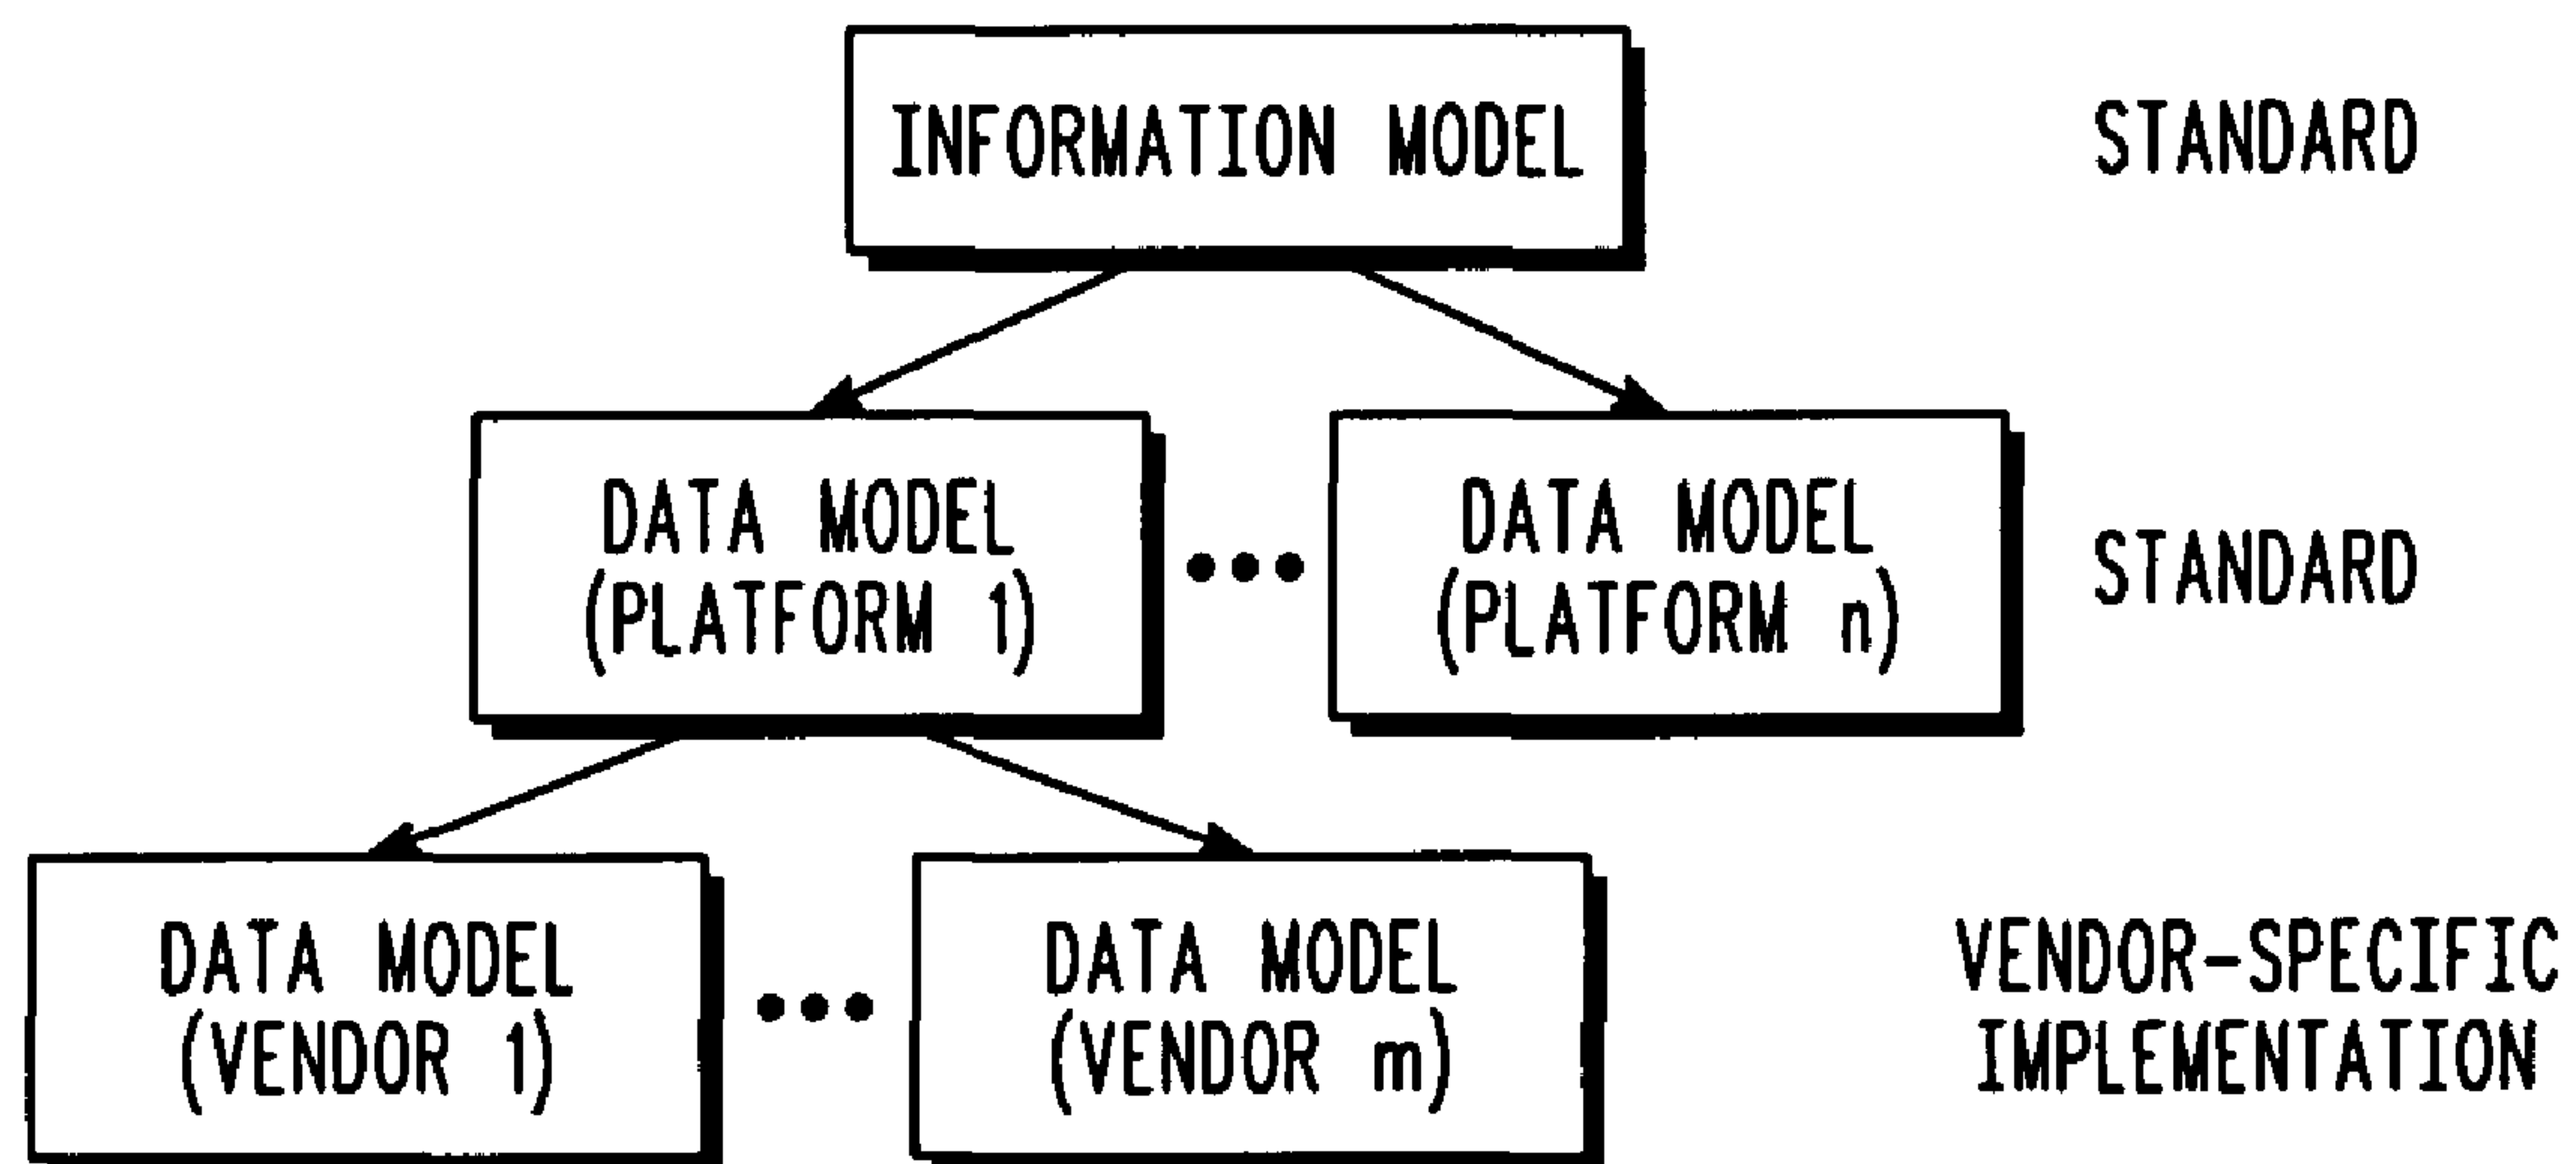 INFORMATION MODEL
STANDARD
DATA MODEL
(PLATFORM 1)
DATA MODEL
(PLATFORM n)
STANDARD
DATA MODEL
(VENDOR 1)
DATA MODEL
(VENDOR m)
VENDOR-SPECIFIC
IMPLEMENTATION